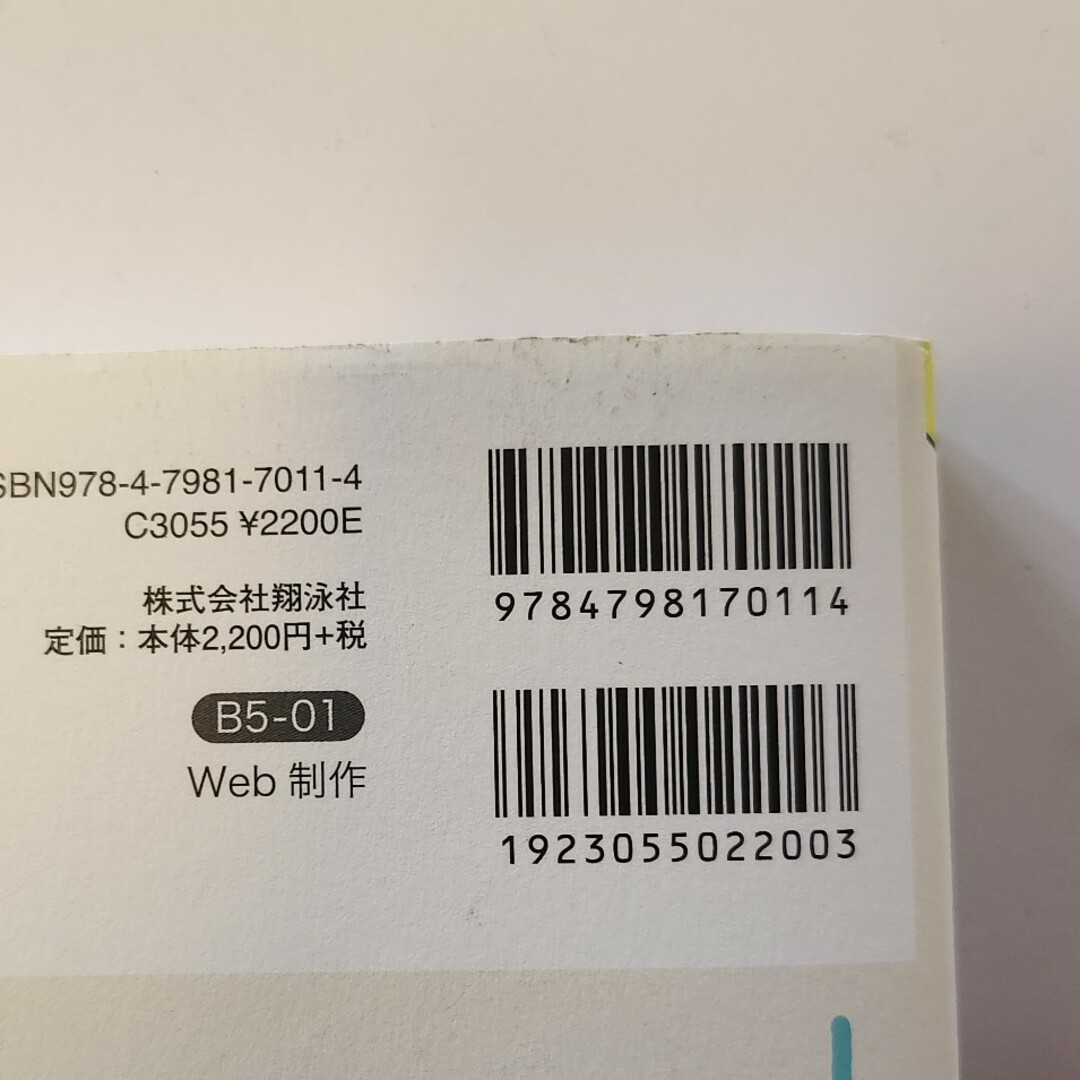 SBN978-4-7981-7011-4
C3055 ¥2200E
株式会社翔泳社
定価：本体2,200円+税
B5-01
Web 制作
9784798170114
1923055022003